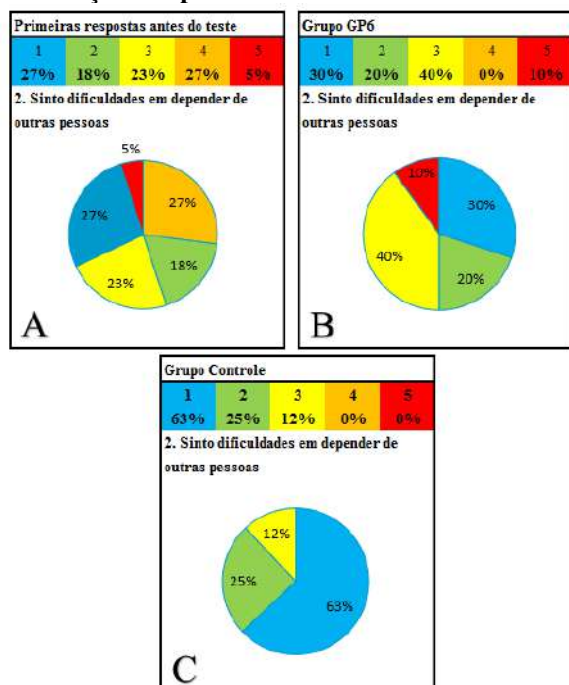 Primeiras respostas antes do teste
1 2 3 4 5
27% 18% 23% 27% 5%
2. Sinto dificuldades em depender de
outras pessoas
5%
27%
27%
18%
23%
A
Grupo GP6
1 2 3 4 5
30% 20% 40% 0% 10%
2. Sinto dificuldades em depender de
outras pessoas
10%
30%
40%
20%
B
Grupo Controle
1 2 3 4 5
63% 25% 12% 0% 0%
2. Sinto dificuldades em depender de
outras pessoas
12%
25%
63%
C